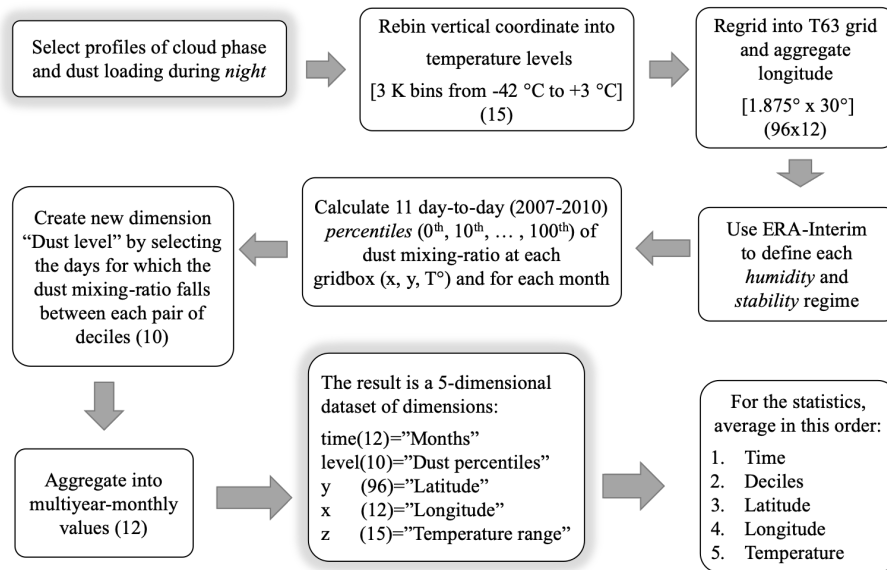 Select profiles of cloud phase
and dust loading during night
Rebin vertical coordinate into
temperature levels
[3 K bins from -42 °C to +3 °C]
(15)
Regrid into T63 grid
and aggregate
longitude
[1.875° x 30°]
(96x12)
Use ERA-Interim
to define each
humidity and
stability regime
Calculate 11 day-to-day (2007-2010)
percentiles (0th, 10th, … , 100th) of
dust mixing-ratio at each
gridbox (x, y, T°) and for each month
Create new dimension
“Dust level” by selecting
the days for which the
dust mixing-ratio falls
between each pair of
deciles (10)
Aggregate into
multiyear-monthly
values (12)
The result is a 5-dimensional
dataset of dimensions:
time(12)=”Months”
level(10)=”Dust percentiles”
y (96)=”Latitude”
x (12)=”Longitude”
z (15)=”Temperature range”
For the statistics,
average in this order:
1. Time
2. Deciles
3. Latitude
4. Longitude
5. Temperature